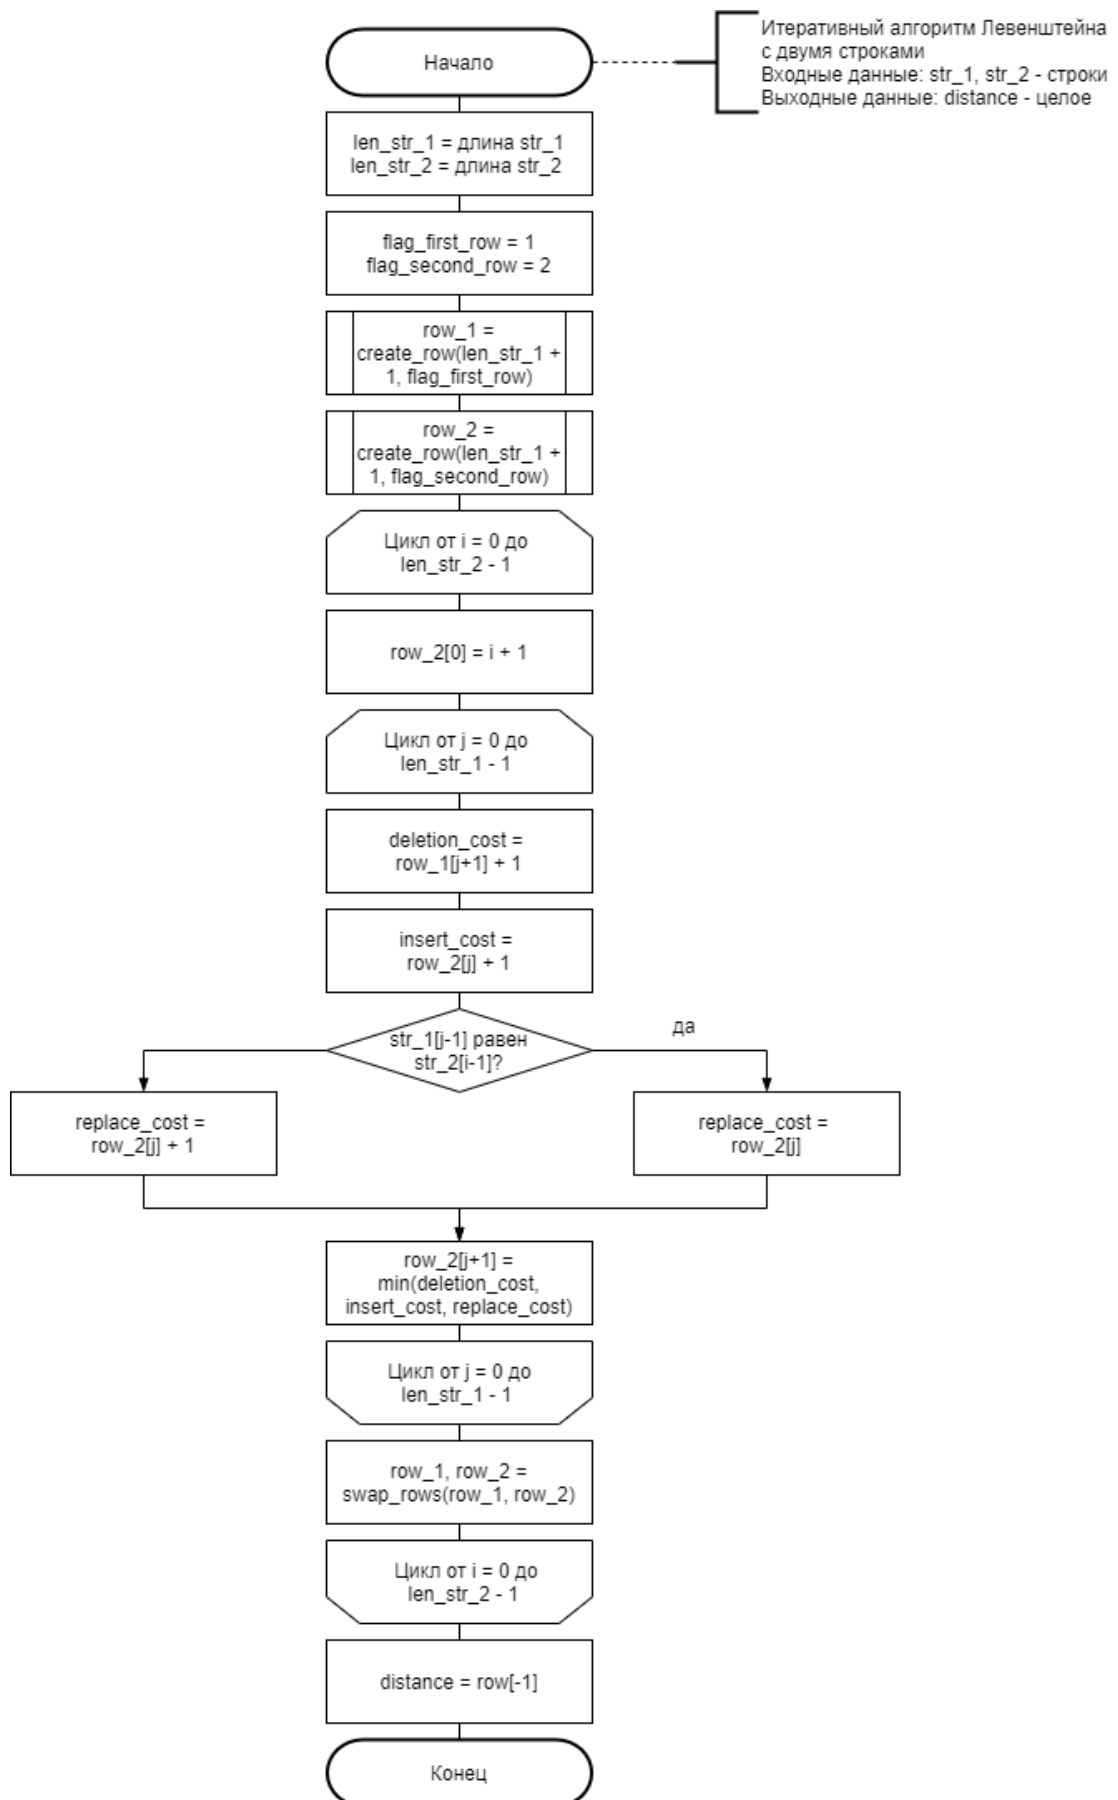 Начало
Итеративный алгоритм Левенштейна
с двумя строками
Входные данные: str_1, str_2 - строки
Выходные данные: distance - целое
len_str_1 = длина str_1
len_str_2 = длина str_2
flag_first_row = 1
flag_second_row = 2
row_1 =
create_row(len_str_1 +
1, flag_first_row)
row_2 =
create_row(len_str_1 +
1, flag_second_row)
Цикл от i = 0 до
len_str_2 - 1
row_2[0] = i + 1
Цикл от j = 0 до
len_str_1 - 1
deletion_cost =
row_1[j+1] + 1
insert_cost =
row_2[j] + 1
str_1[j-1] равен
str_2[i-1]?
да
replace_cost =
row_2[j] + 1
replace_cost =
row_2[j]
row_2[j+1] =
min(deletion_cost,
insert_cost, replace_cost)
Цикл от j = 0 до
len_str_1 - 1
row_1, row_2 =
swap_rows(row_1, row_2)
Цикл от i = 0 до
len_str_2 - 1
distance = row[-1]
Конец